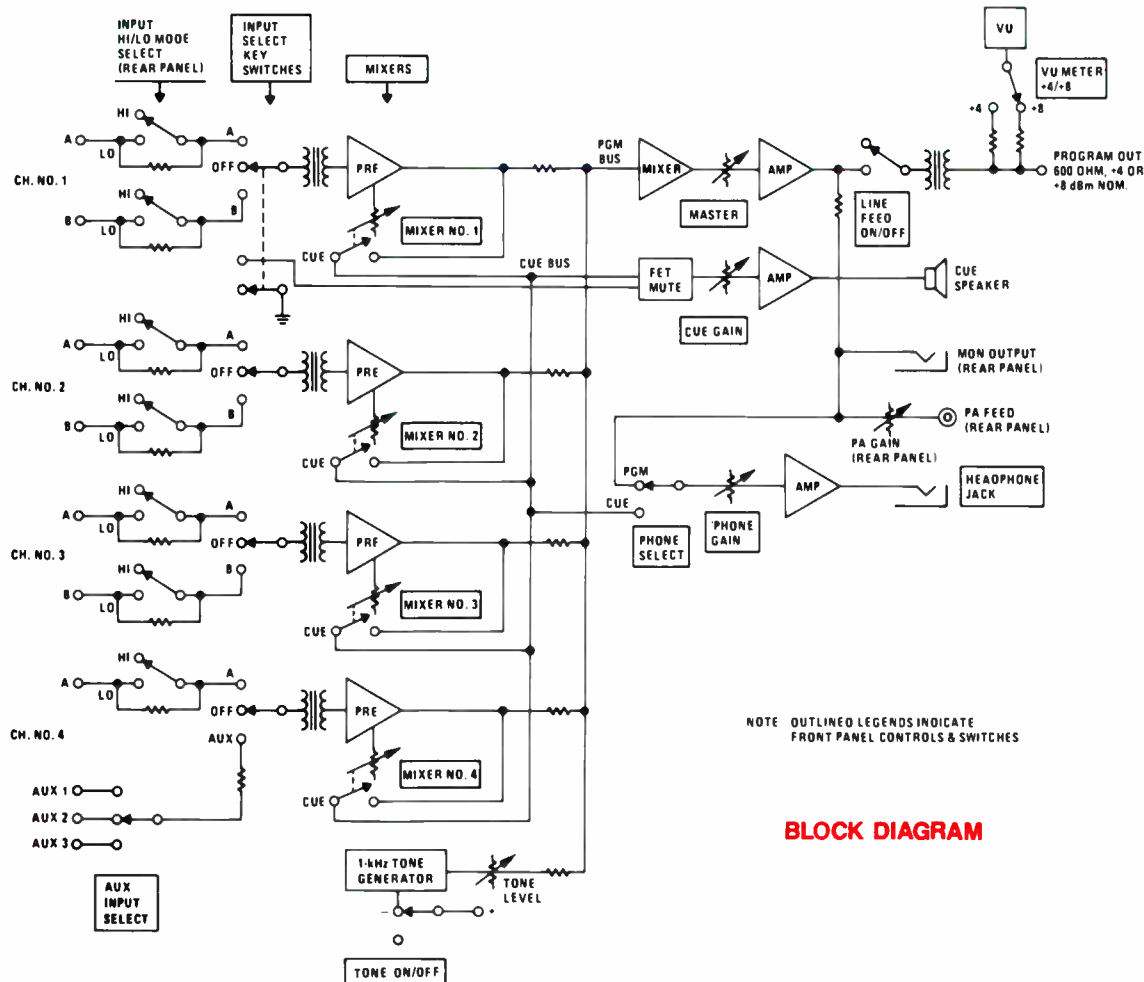 INPUT
HI/LO MODE
SELECT
(REAR PANEL)
INPUT
SELECT
KEY
SWITCHES
MIXERS
VU
VU METER
+4/+8
+4
+8
HI
A
LO
A
OFF
CH. NO. 1
HI
B
LO
B
PRE
MIXER NO. 1
CUE
PGM
BUS
MIXER
MASTER
AMP
LINE
FEED
ON/OFF
PROGRAM OUT
600 OHM, +4 OR
+8 dBm NOM.
CUE BUS
FET
MUTE
CUE GAIN
AMP
CUE
SPEAKER
HI
A
LO
A
OFF
CH. NO. 2
HI
B
LO
B
PRE
MIXER NO. 2
CUE
MON OUTPUT
(REAR PANEL)
PA FEED
(REAR PANEL)
PA GAIN
(REAR PANEL)
PGM
CUE
PHONE
SELECT
'PHONE
GAIN
AMP
HEADPHONE
JACK
HI
A
LO
A
OFF
CH. NO. 3
HI
B
LO
B
PRE
MIXER NO. 3
CUE
HI
A
LO
A
OFF
CH. NO. 4
AUX
PRE
MIXER NO. 4
CUE
AUX 1
AUX 2
AUX 3
AUX
INPUT
SELECT
1-kHz TONE
GENERATOR
TONE
LEVEL
–
+
TONE ON/OFF
NOTE OUTLINED LEGENDS INDICATE
FRONT PANEL CONTROLS & SWITCHES
BLOCK DIAGRAM